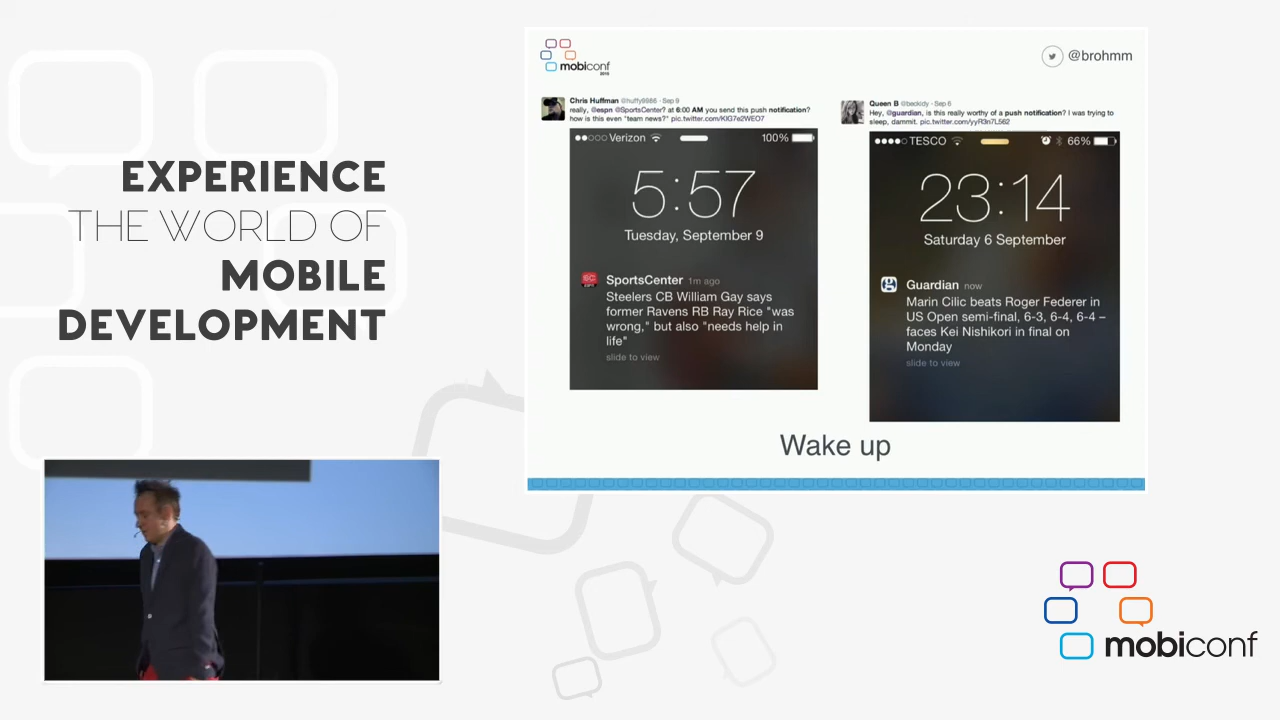 EXPERIENCE
THE WORLD OF
MOBILE
DEVELOPMENT
mobiconf
@brohmm
Chris Huffman @huffy8986 · Sep 9
really, @espn @SportsCenter? at 6:00 AM you send this push notification?
how is this even "team news"? pic.twitter.com/KIG7e2WEO7
Verizon 100%
5:57
Tuesday, September 9
SportsCenter 1m ago
Steelers CB William Gay says
former Ravens RB Ray Rice "was
wrong," but also "needs help in
life"
slide to view
Queen B @beckidy · Sep 6
Hey, @guardian, is this really worthy of a push notification? I was trying to
sleep, dammit. pic.twitter.com/yyR3n7L562
TESCO 66%
23:14
Saturday 6 September
Guardian now
Marin Cilic beats Roger Federer in
US Open semi-final, 6-3, 6-4, 6-4 –
faces Kei Nishikori in final on
Monday
slide to view
Wake up
mobiconf